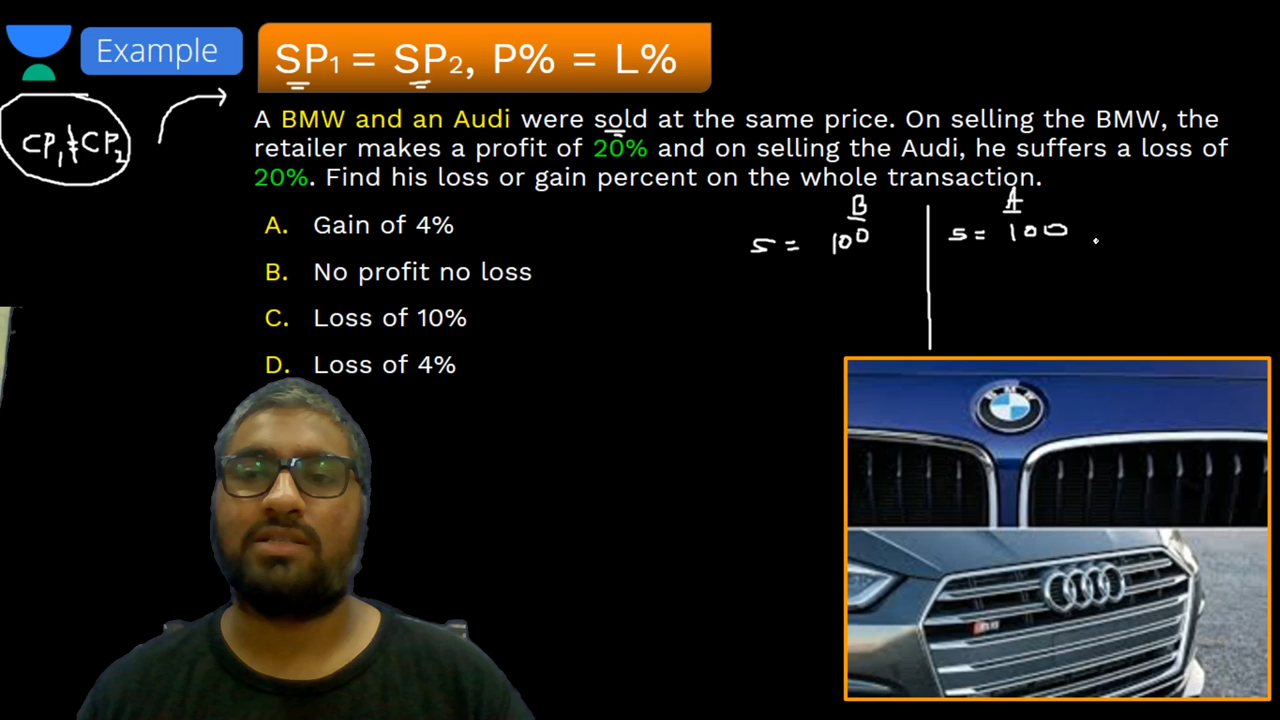 Example
SP1 = SP2, P% = L%
CP1 ≠ CP2
A BMW and an Audi were sold at the same price. On selling the BMW, the
retailer makes a profit of 20% and on selling the Audi, he suffers a loss of
20%. Find his loss or gain percent on the whole transaction.
A. Gain of 4%
B. No profit no loss
C. Loss of 10%
D. Loss of 4%
B
S = 100
A
S = 100
BMW